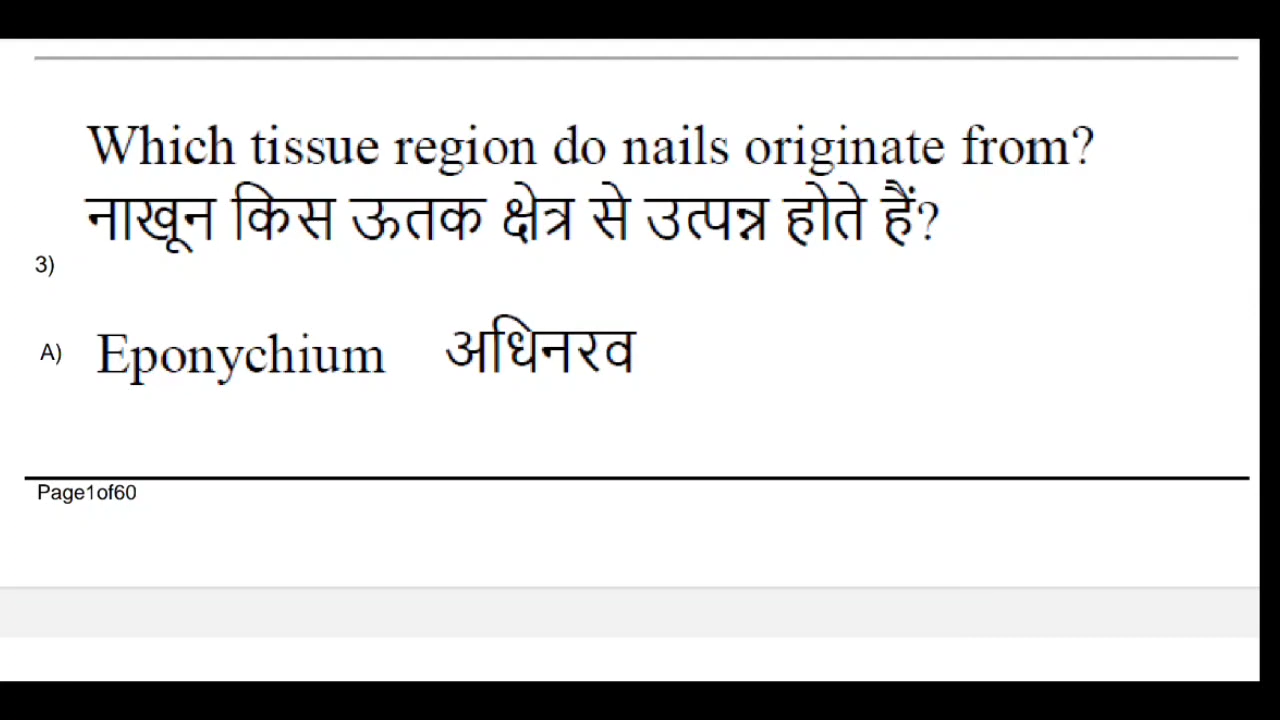 Which tissue region do nails originate from?
नाखून किस ऊतक क्षेत्र से उत्पन्न होते हैं?
3)
A) Eponychium अधिनरव
Page1of60